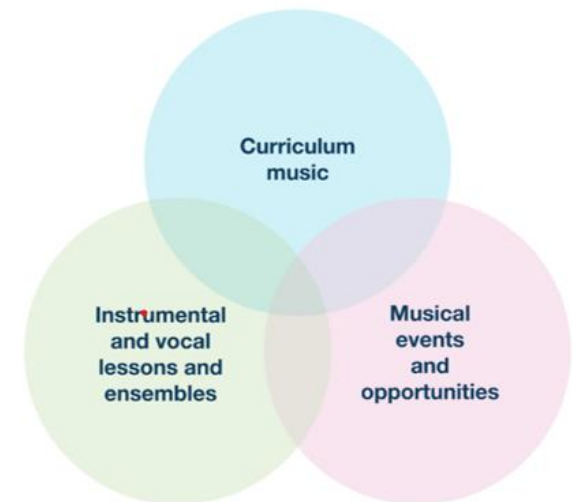 Curriculum
music
Instrumental
and vocal
lessons and
ensembles
Musical
events
and
opportunities